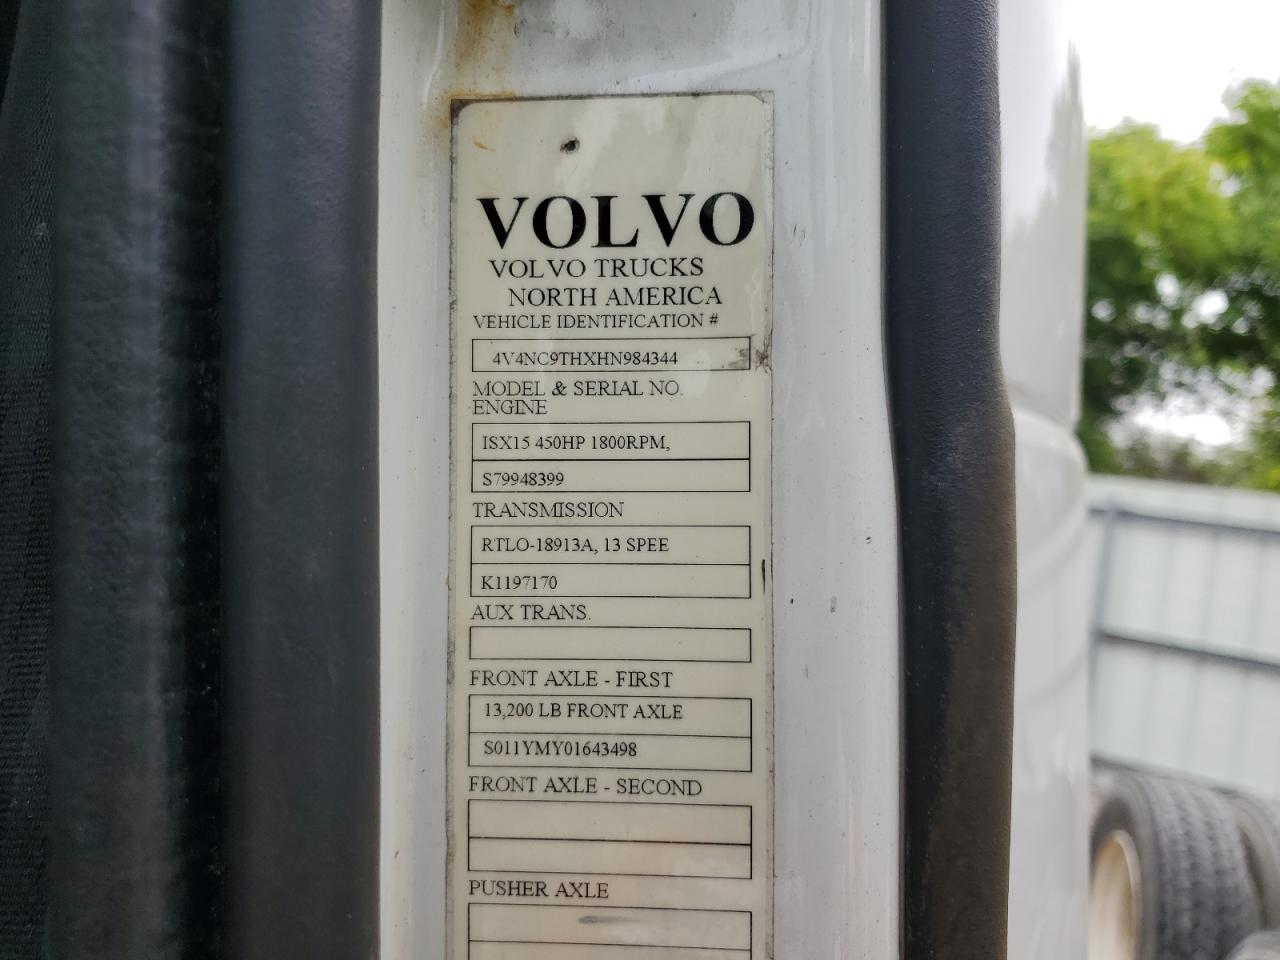 VOLVO
VOLVO TRUCKS
NORTH AMERICA
VEHICLE IDENTIFICATION #
4V4NC9THXHN984344
MODEL & SERIAL NO.
ENGINE
ISX15 450HP 1800RPM,
S79948399
TRANSMISSION
RTLO-18913A, 13 SPEE
K1197170
AUX TRANS.
FRONT AXLE - FIRST
13,200 LB FRONT AXLE
S011YMY01643498
FRONT AXLE - SECOND
PUSHER AXLE